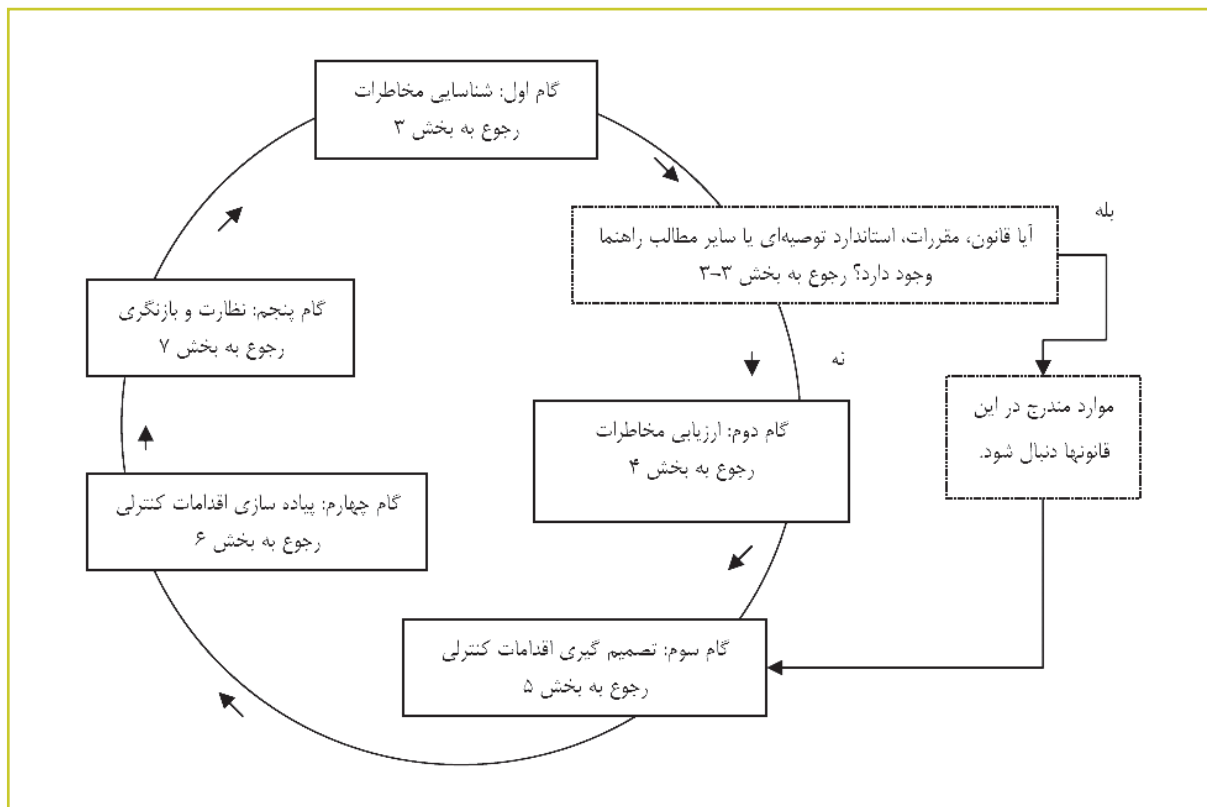 گام اول: شناسایی مخاطرات
رجوع به بخش ۳
بله
آیا قانون، مقررات، استاندارد توصیه‌ای یا سایر مطالب راهنما
وجود دارد؟ رجوع به بخش ۳-۳
نه
موارد مندرج در این
قانونها دنبال شود.
گام دوم: ارزیابی مخاطرات
رجوع به بخش ۴
گام سوم: تصمیم گیری اقدامات کنترلی
رجوع به بخش ۵
گام چهارم: پیاده سازی اقدامات کنترلی
رجوع به بخش ۶
گام پنجم: نظارت و بازنگری
رجوع به بخش ۷